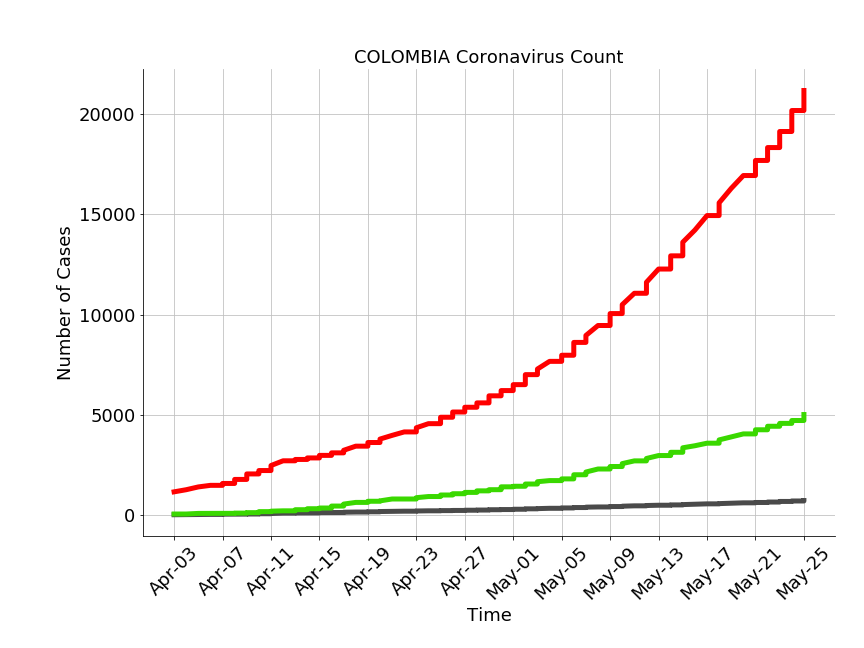 COLOMBIA Coronavirus Count
Number of Cases
20000
15000
10000
5000
0
Apr-03
Apr-07
Apr-11
Apr-15
Apr-19
Apr-23
Apr-27
May-01
May-05
May-09
May-13
May-17
May-21
May-25
Time